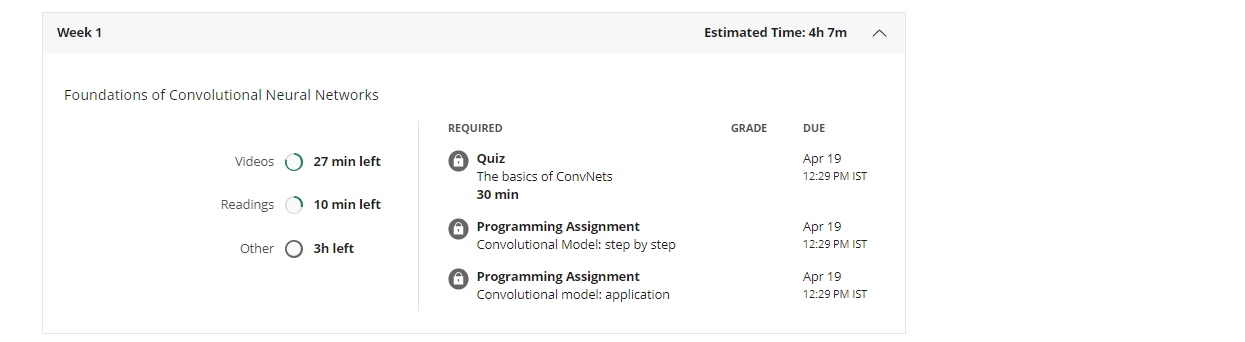 Week 1
Estimated Time: 4h 7m
Foundations of Convolutional Neural Networks
Videos 27 min left
Readings 10 min left
Other 3h left
REQUIRED GRADE DUE
Quiz Apr 19
The basics of ConvNets 12:29 PM IST
30 min
Programming Assignment Apr 19
Convolutional Model: step by step 12:29 PM IST
Programming Assignment Apr 19
Convolutional model: application 12:29 PM IST